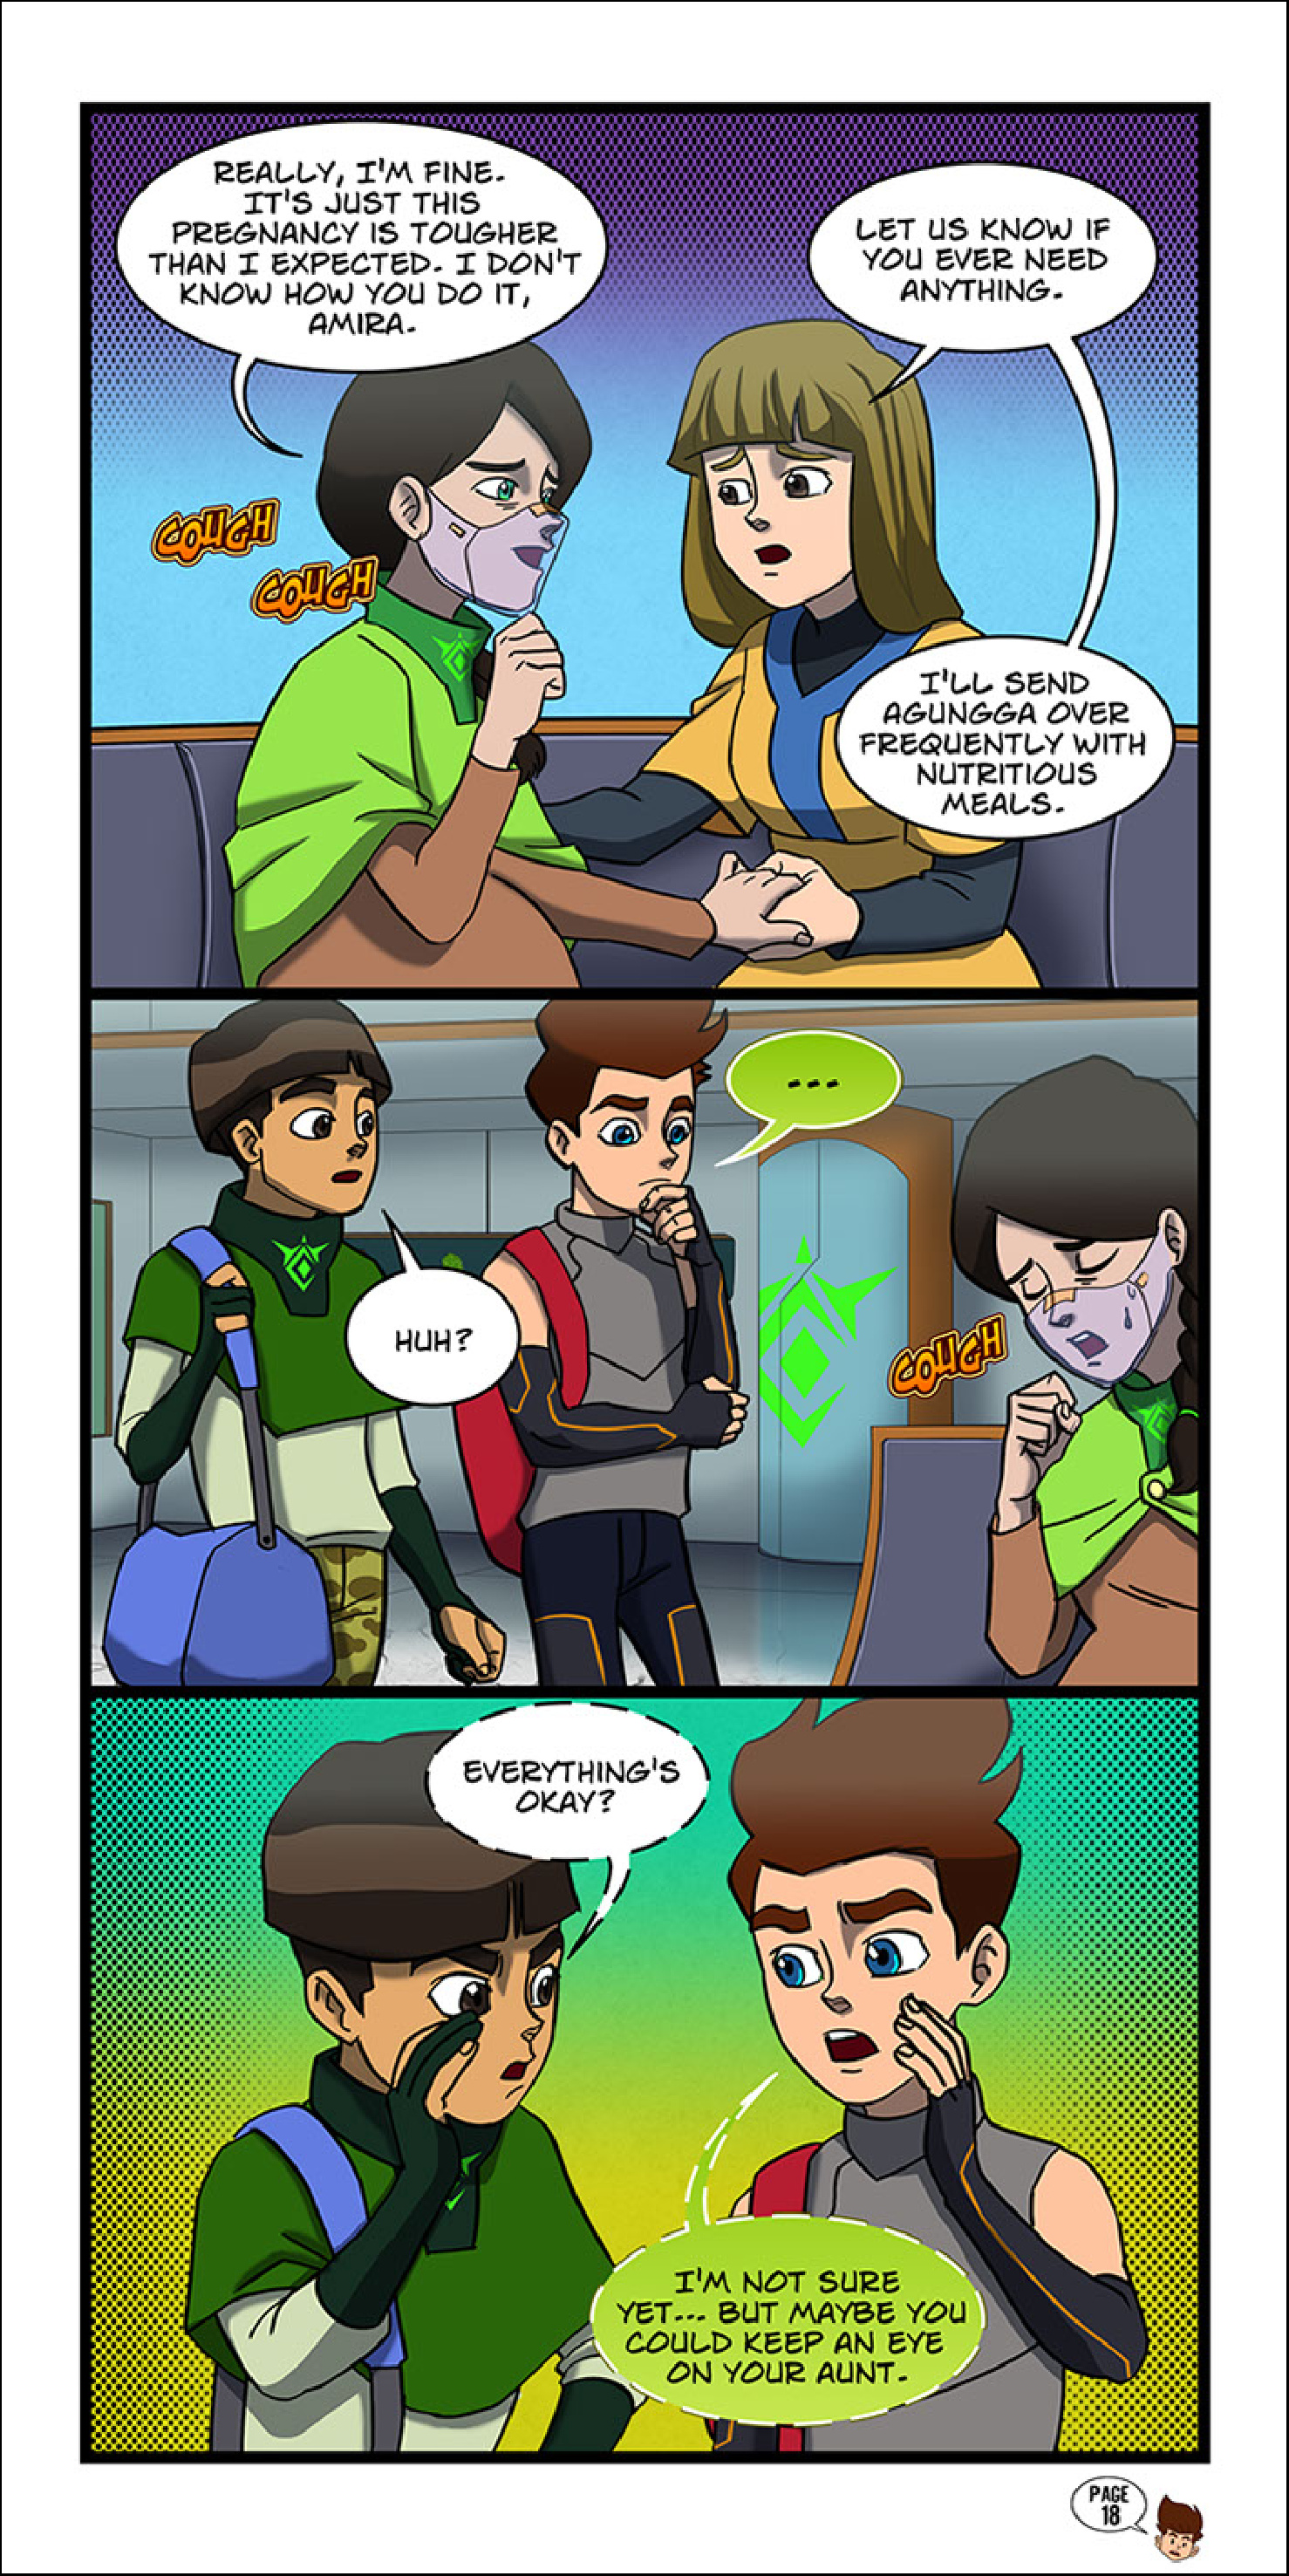 REALLY, I'M FINE.
IT'S JUST THIS
PREGNANCY IS TOUGHER
THAN I EXPECTED. I DON'T
KNOW HOW YOU DO IT,
AMIRA.
LET US KNOW IF
YOU EVER NEED
ANYTHING.
COUGH
COUGH
I'LL SEND
AGUNGGA OVER
FREQUENTLY WITH
NUTRITIOUS
MEALS.
...
HUH?
COUGH
EVERYTHING'S
OKAY?
I'M NOT SURE
YET... BUT MAYBE YOU
COULD KEEP AN EYE
ON YOUR AUNT.
PAGE
18